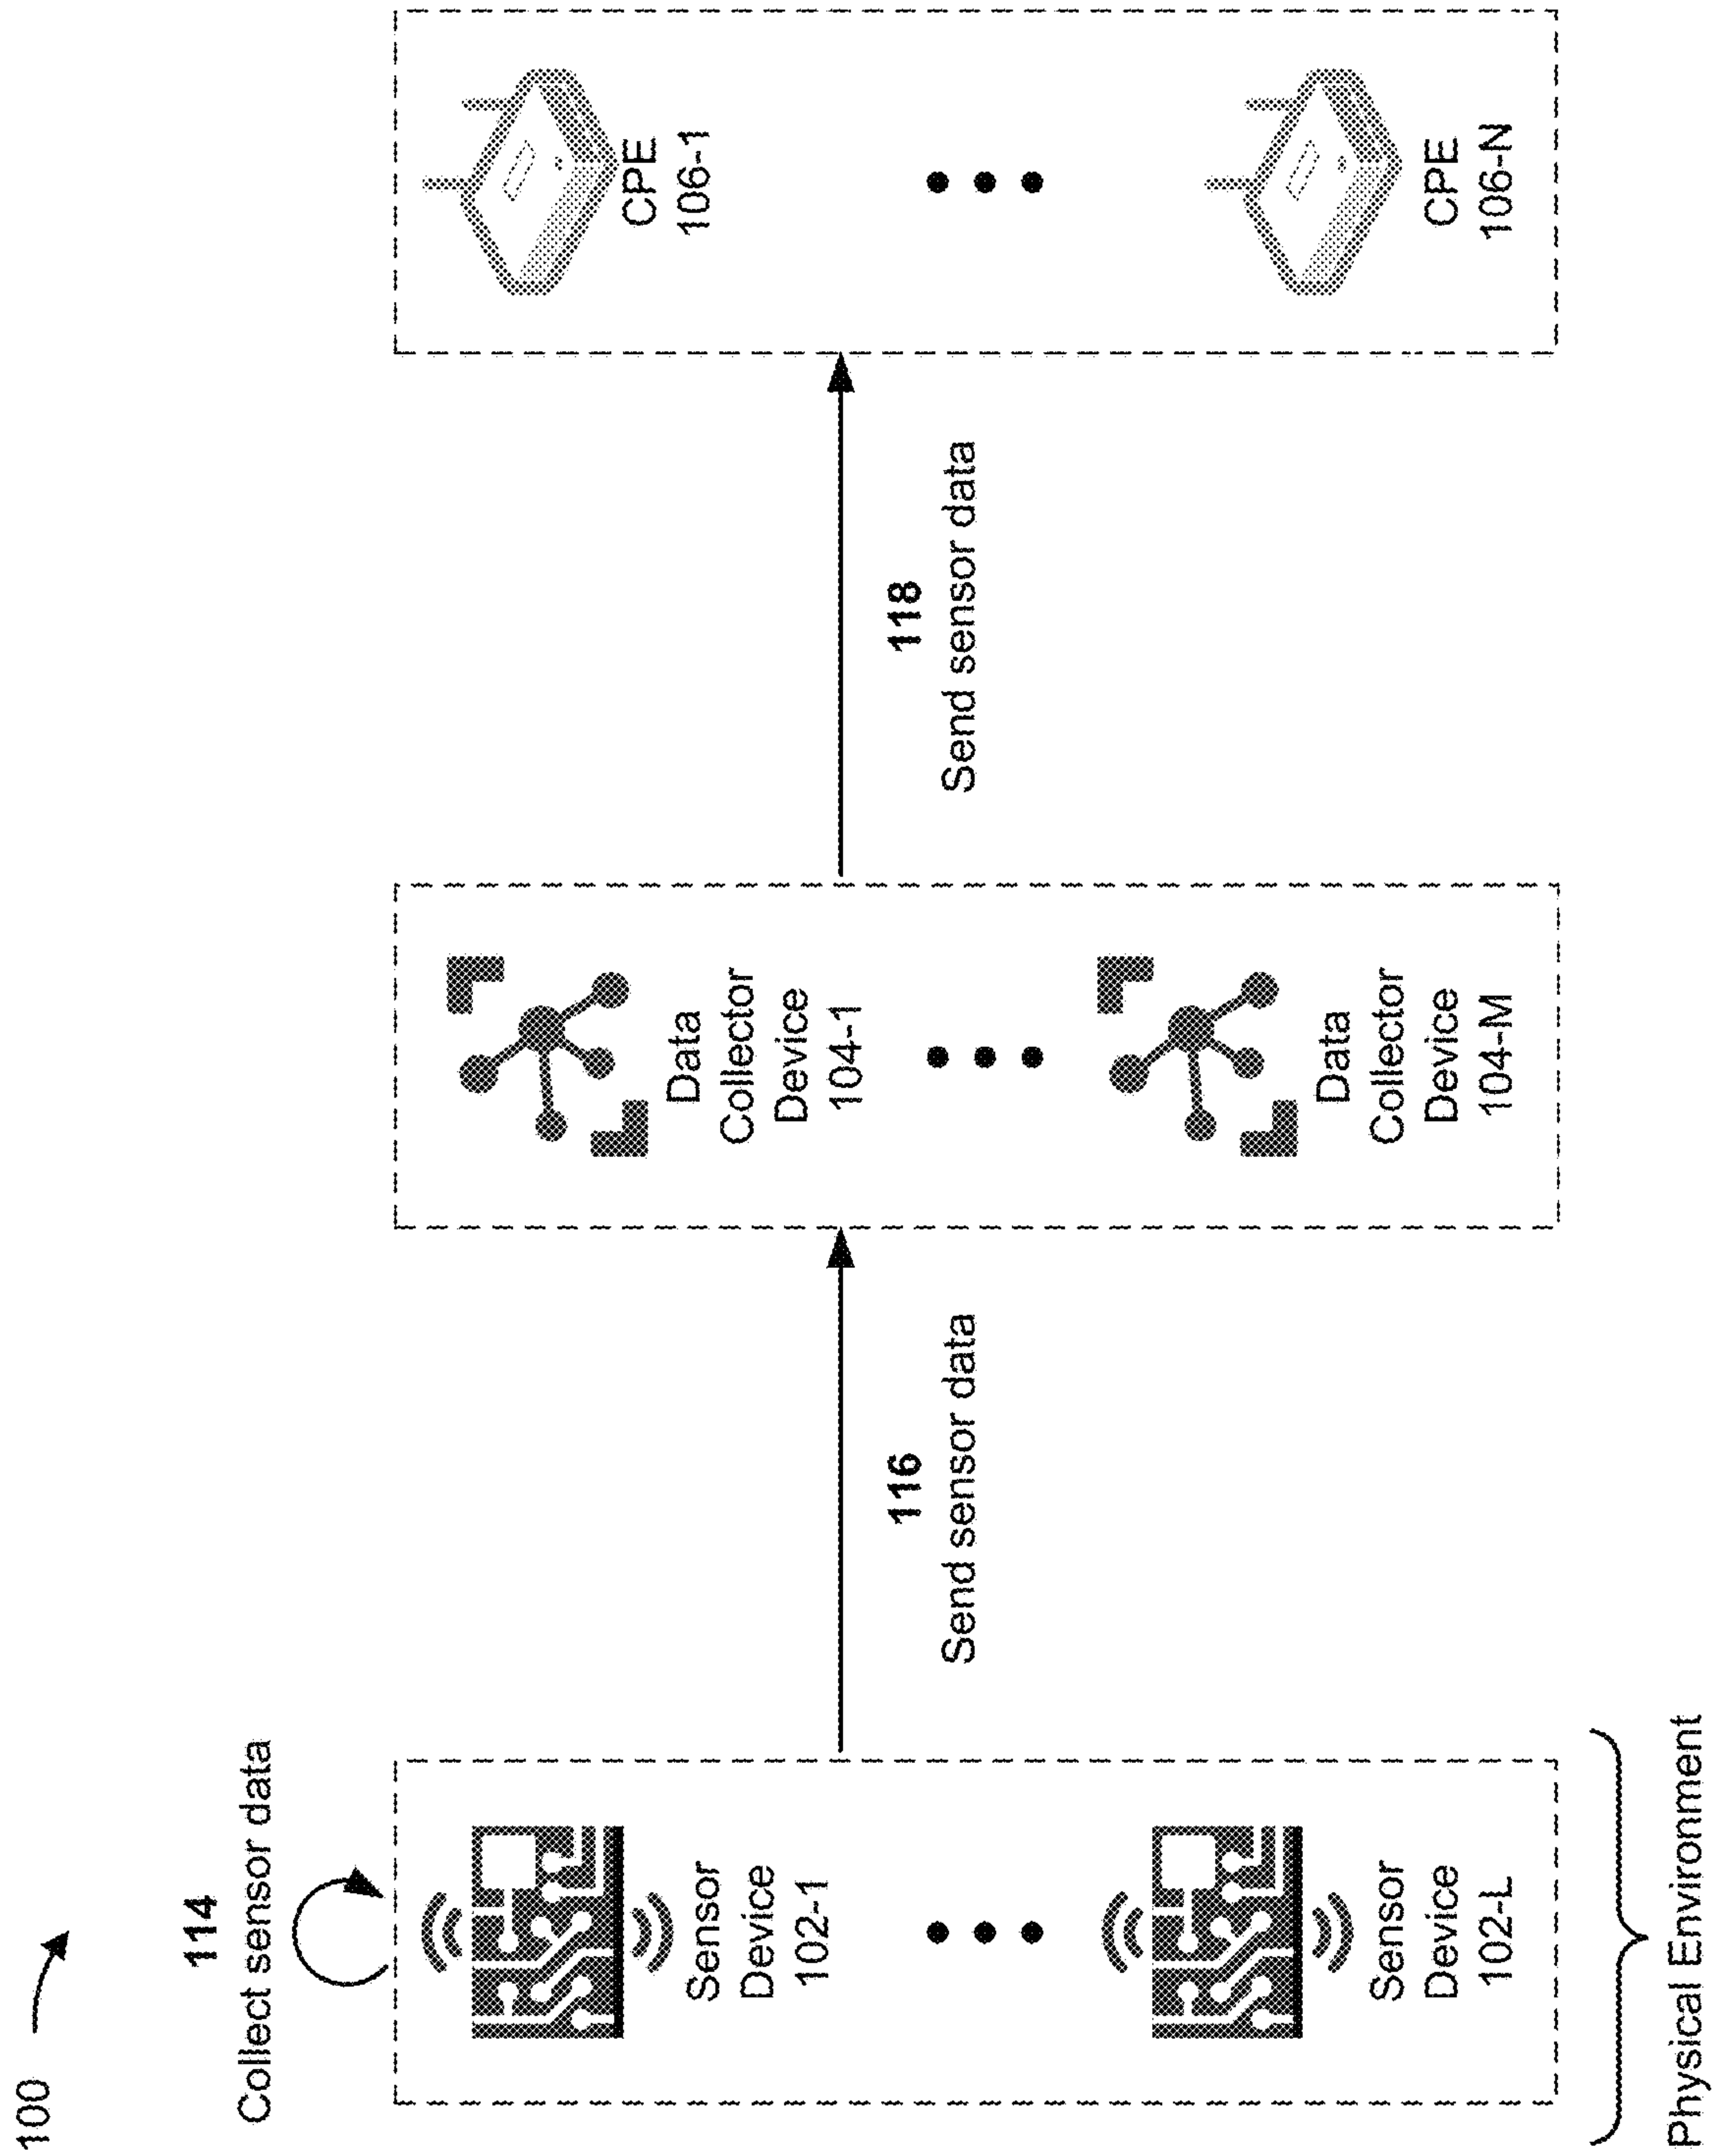 100
114
Collect sensor data
Sensor
Device
102-1
Sensor
Device
102-L
Physical Environment
116
Send sensor data
Data
Collector
Device
104-1
Data
Collector
Device
104-M
118
Send sensor data
CPE
106-1
CPE
106-N